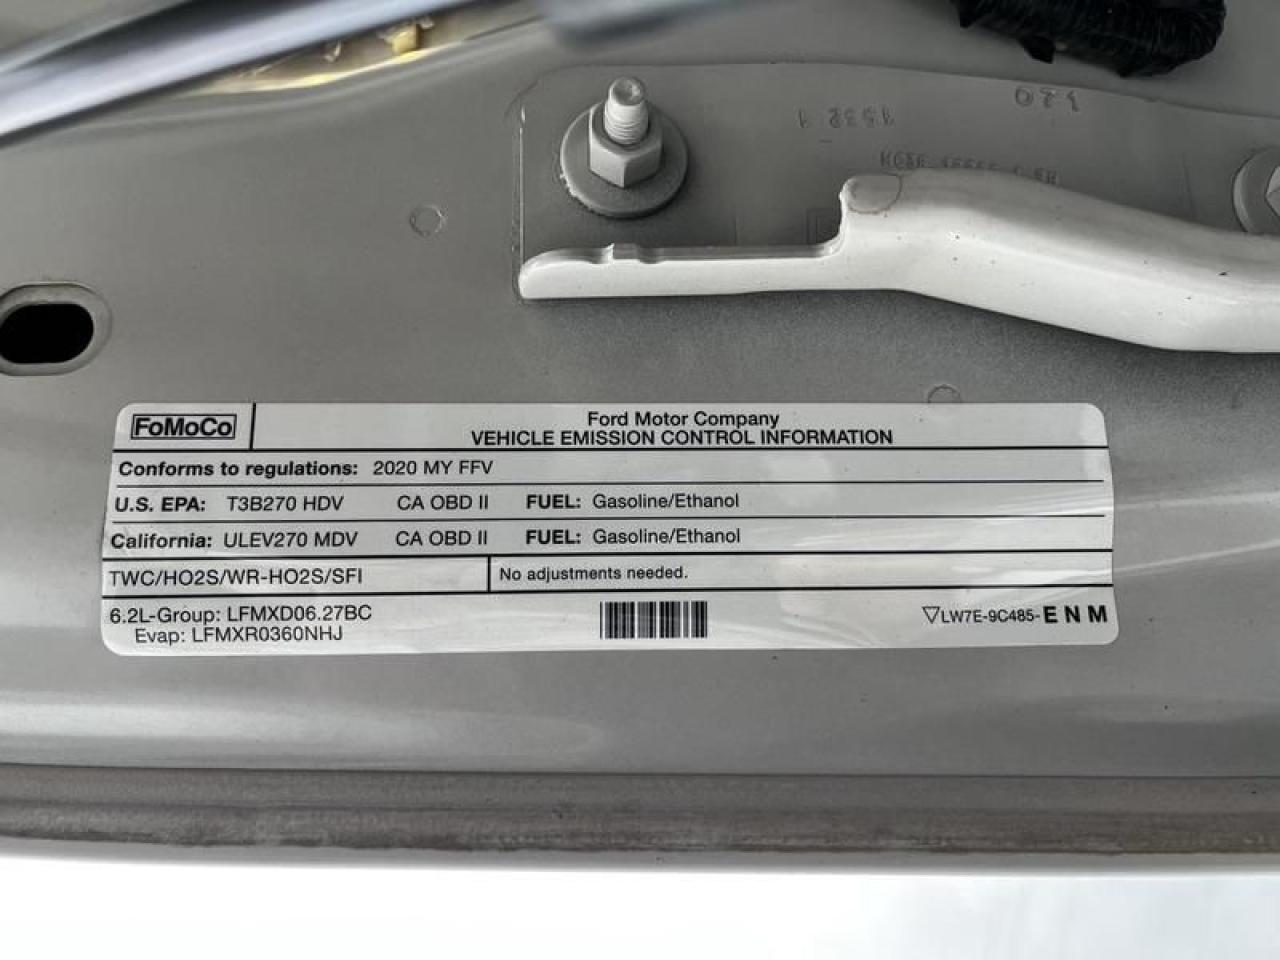 FoMoCo
Ford Motor Company
VEHICLE EMISSION CONTROL INFORMATION
Conforms to regulations: 2020 MY FFV
U.S. EPA: T3B270 HDV CA OBD II FUEL: Gasoline/Ethanol
California: ULEV270 MDV CA OBD II FUEL: Gasoline/Ethanol
TWC/HO2S/WR-HO2S/SFI No adjustments needed.
6.2L-Group: LFMXD06.27BC
Evap: LFMXR0360NHJ
▽LW7E-9C485-E N M